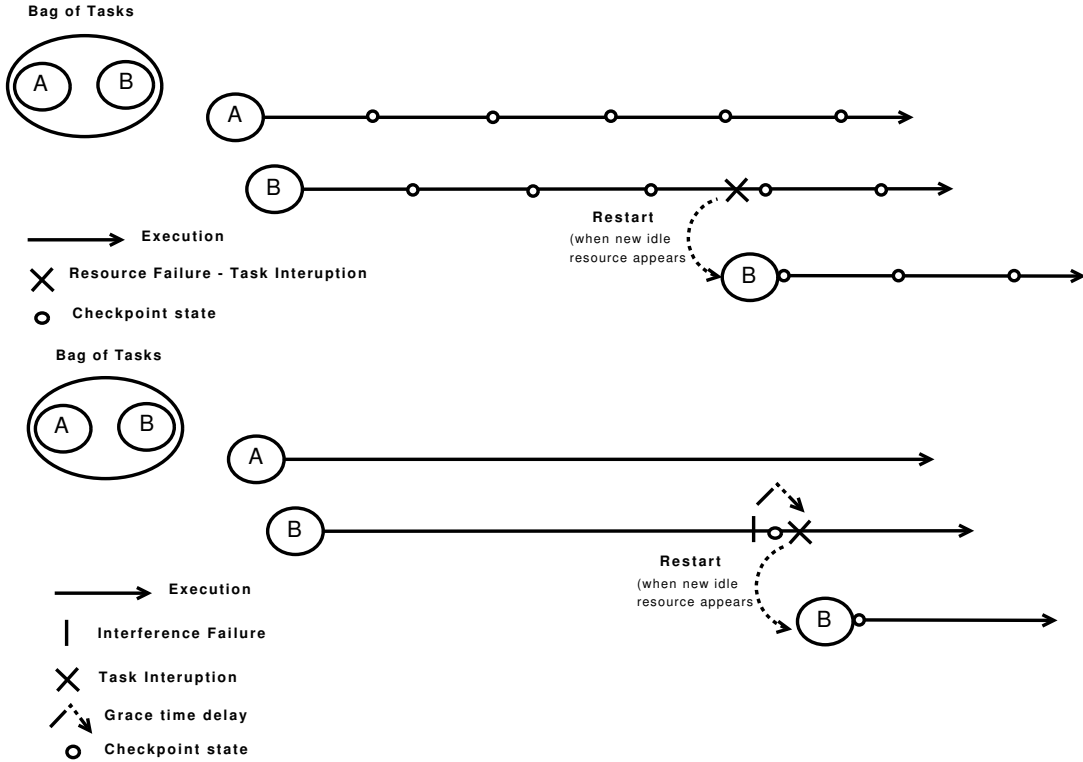 Bag of Tasks
A B
A
B
Restart
(when new idle
resource appears
B
Execution
Resource Failure - Task Interuption
Checkpoint state
Bag of Tasks
A B
A
B
Restart
(when new idle
resource appears
B
Execution
Interference Failure
Task Interuption
Grace time delay
Checkpoint state